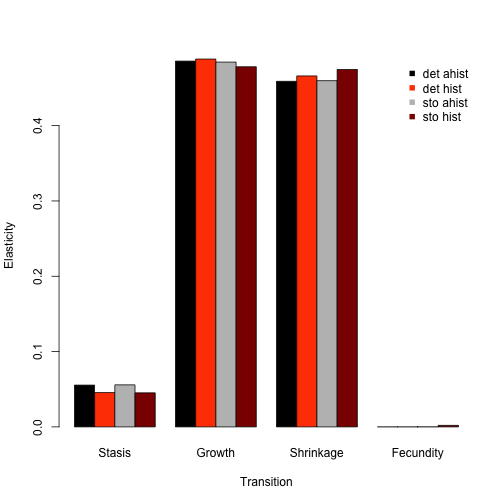 det ahist
det hist
sto ahist
sto hist
Elasticity
0.4
0.3
0.2
0.1
0.0
Stasis Growth Shrinkage Fecundity
Transition